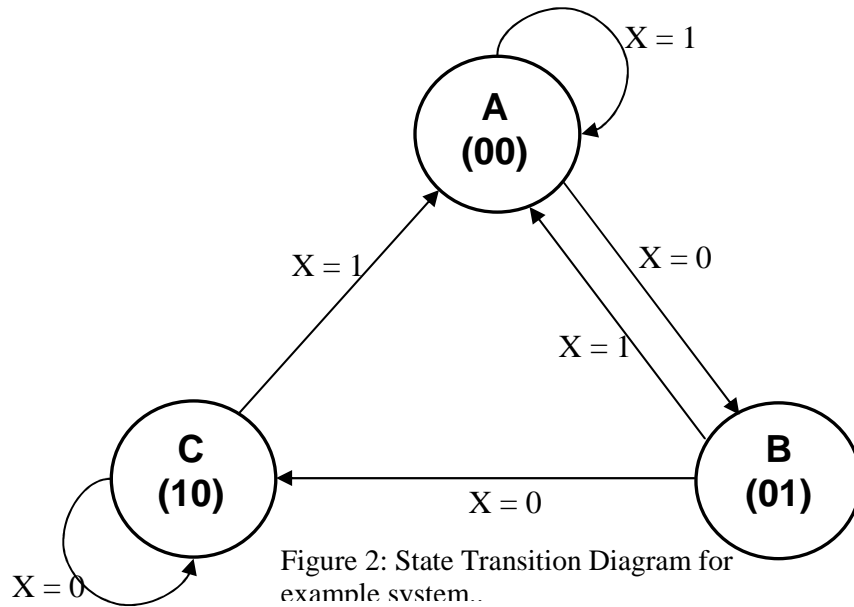 X = 1
A
(00)
X = 0
X = 1
X = 1
C
(10)
B
(01)
X = 0
X = 0
Figure 2: State Transition Diagram for
example system..